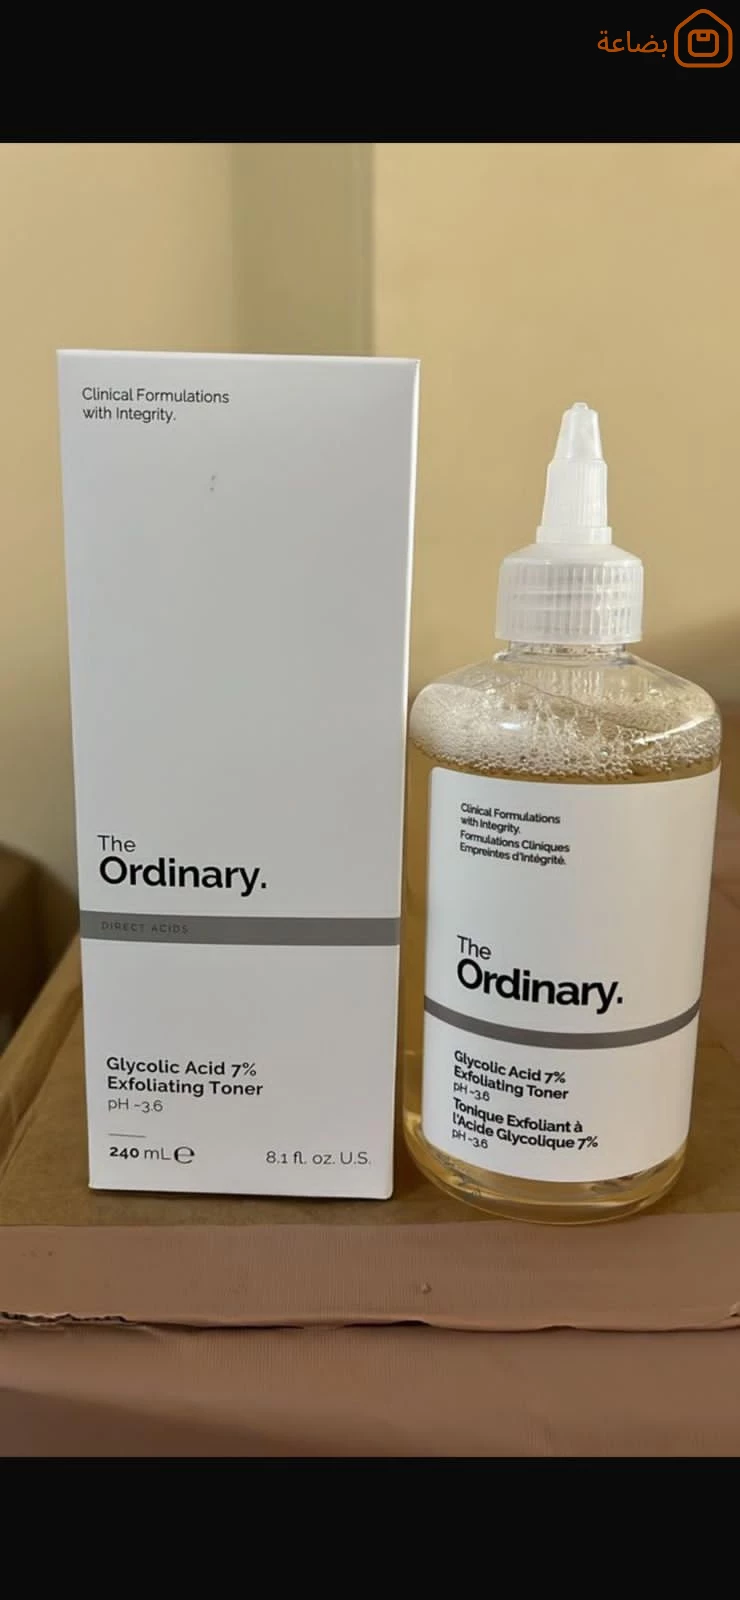 بضاعة
Clinical Formulations
with Integrity.
The
Ordinary.
DIRECT ACIDS
Glycolic Acid 7%
Exfoliating Toner
pH ~3.6
240 mL e
8.1 fl. oz. U.S.
Clinical Formulations
with Integrity.
Formulations Cliniques
Empreintes d'Intégrité.
The
Ordinary.
Glycolic Acid 7%
Exfoliating Toner
pH ~3.6
Tonique Exfoliant à
l'Acide Glycolique 7%
pH ~3.6